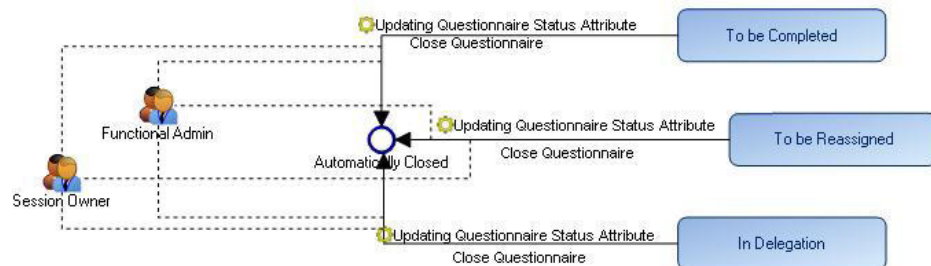 Updating Questionnaire Status Attribute
Close Questionnaire
To be Completed
Functional Admin
Updating Questionnaire Status Attribute
Close Questionnaire
To be Reassigned
Automatically Closed
Session Owner
Updating Questionnaire Status Attribute
Close Questionnaire
In Delegation